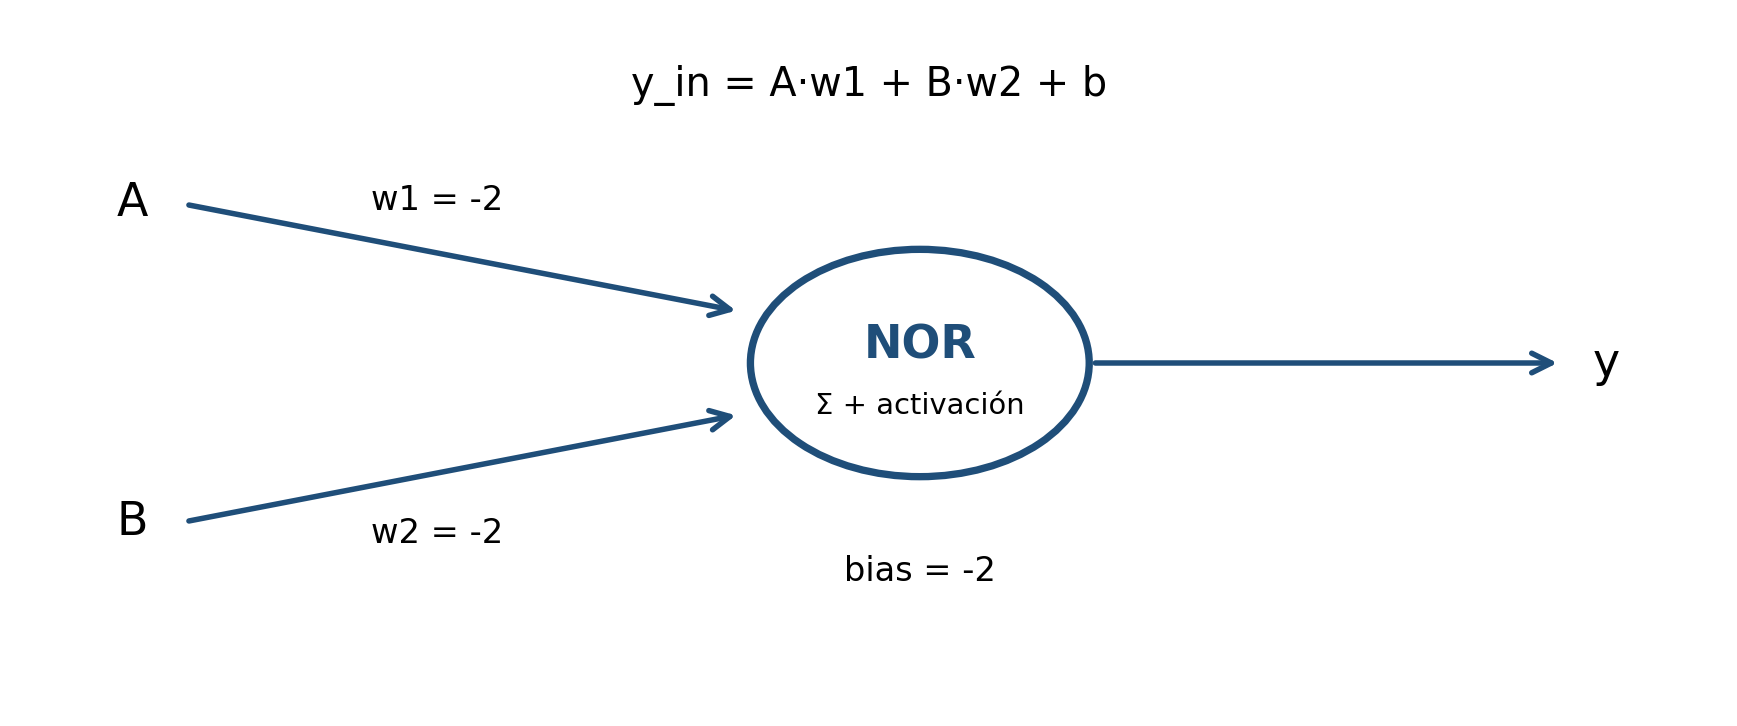 y_in = A·w1 + B·w2 + b
A
w1 = -2
NOR
Σ + activación
y
B
w2 = -2
bias = -2